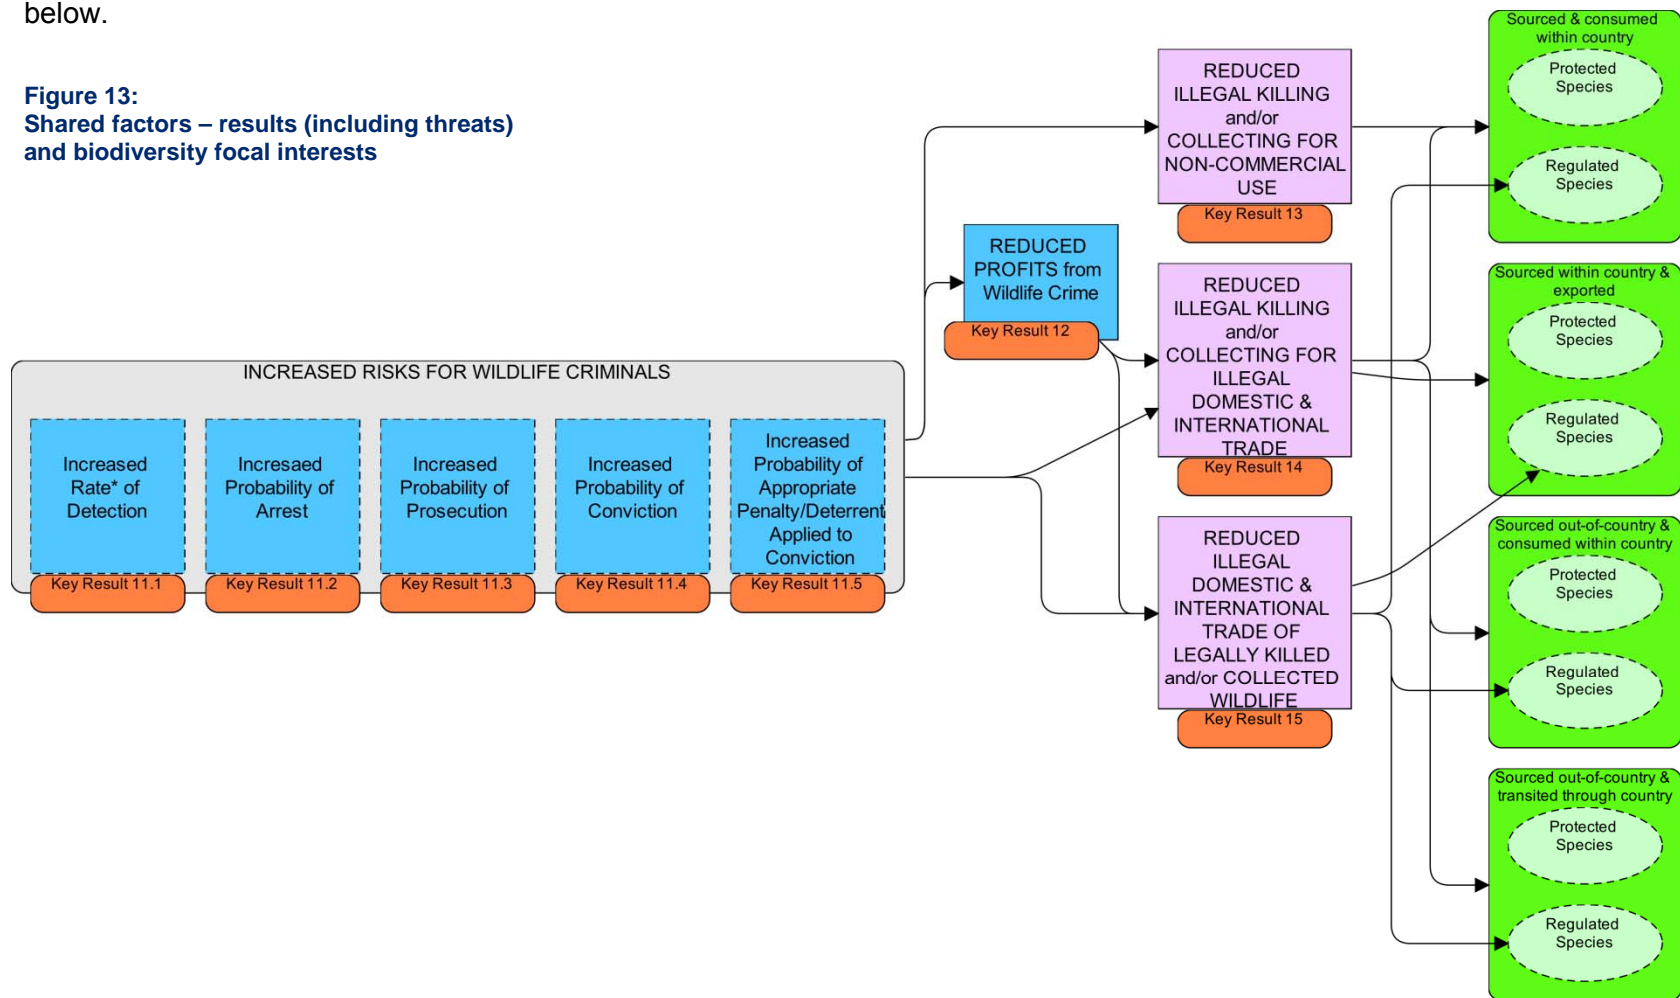 below.
Figure 13:
Shared factors – results (including threats)
and biodiversity focal interests
INCREASED RISKS FOR WILDLIFE CRIMINALS
Increased
Rate* of
Detection
Key Result 11.1
Incresaed
Probability of
Arrest
Key Result 11.2
Increased
Probability of
Prosecution
Key Result 11.3
Increased
Probability of
Conviction
Key Result 11.4
Increased
Probability of
Appropriate
Penalty/Deterrent
Applied to
Conviction
Key Result 11.5
REDUCED
PROFITS from
Wildlife Crime
Key Result 12
REDUCED
ILLEGAL KILLING
and/or
COLLECTING FOR
NON-COMMERCIAL
USE
Key Result 13
REDUCED
ILLEGAL KILLING
and/or
COLLECTING FOR
ILLEGAL
DOMESTIC &
INTERNATIONAL
TRADE
Key Result 14
REDUCED
ILLEGAL
DOMESTIC &
INTERNATIONAL
TRADE OF
LEGALLY KILLED
and/or COLLECTED
WILDLIFE
Key Result 15
Sourced & consumed
within country
Protected
Species
Regulated
Species
Sourced within country &
exported
Protected
Species
Regulated
Species
Sourced out-of-country &
consumed within country
Protected
Species
Regulated
Species
Sourced out-of-country &
transited through country
Protected
Species
Regulated
Species